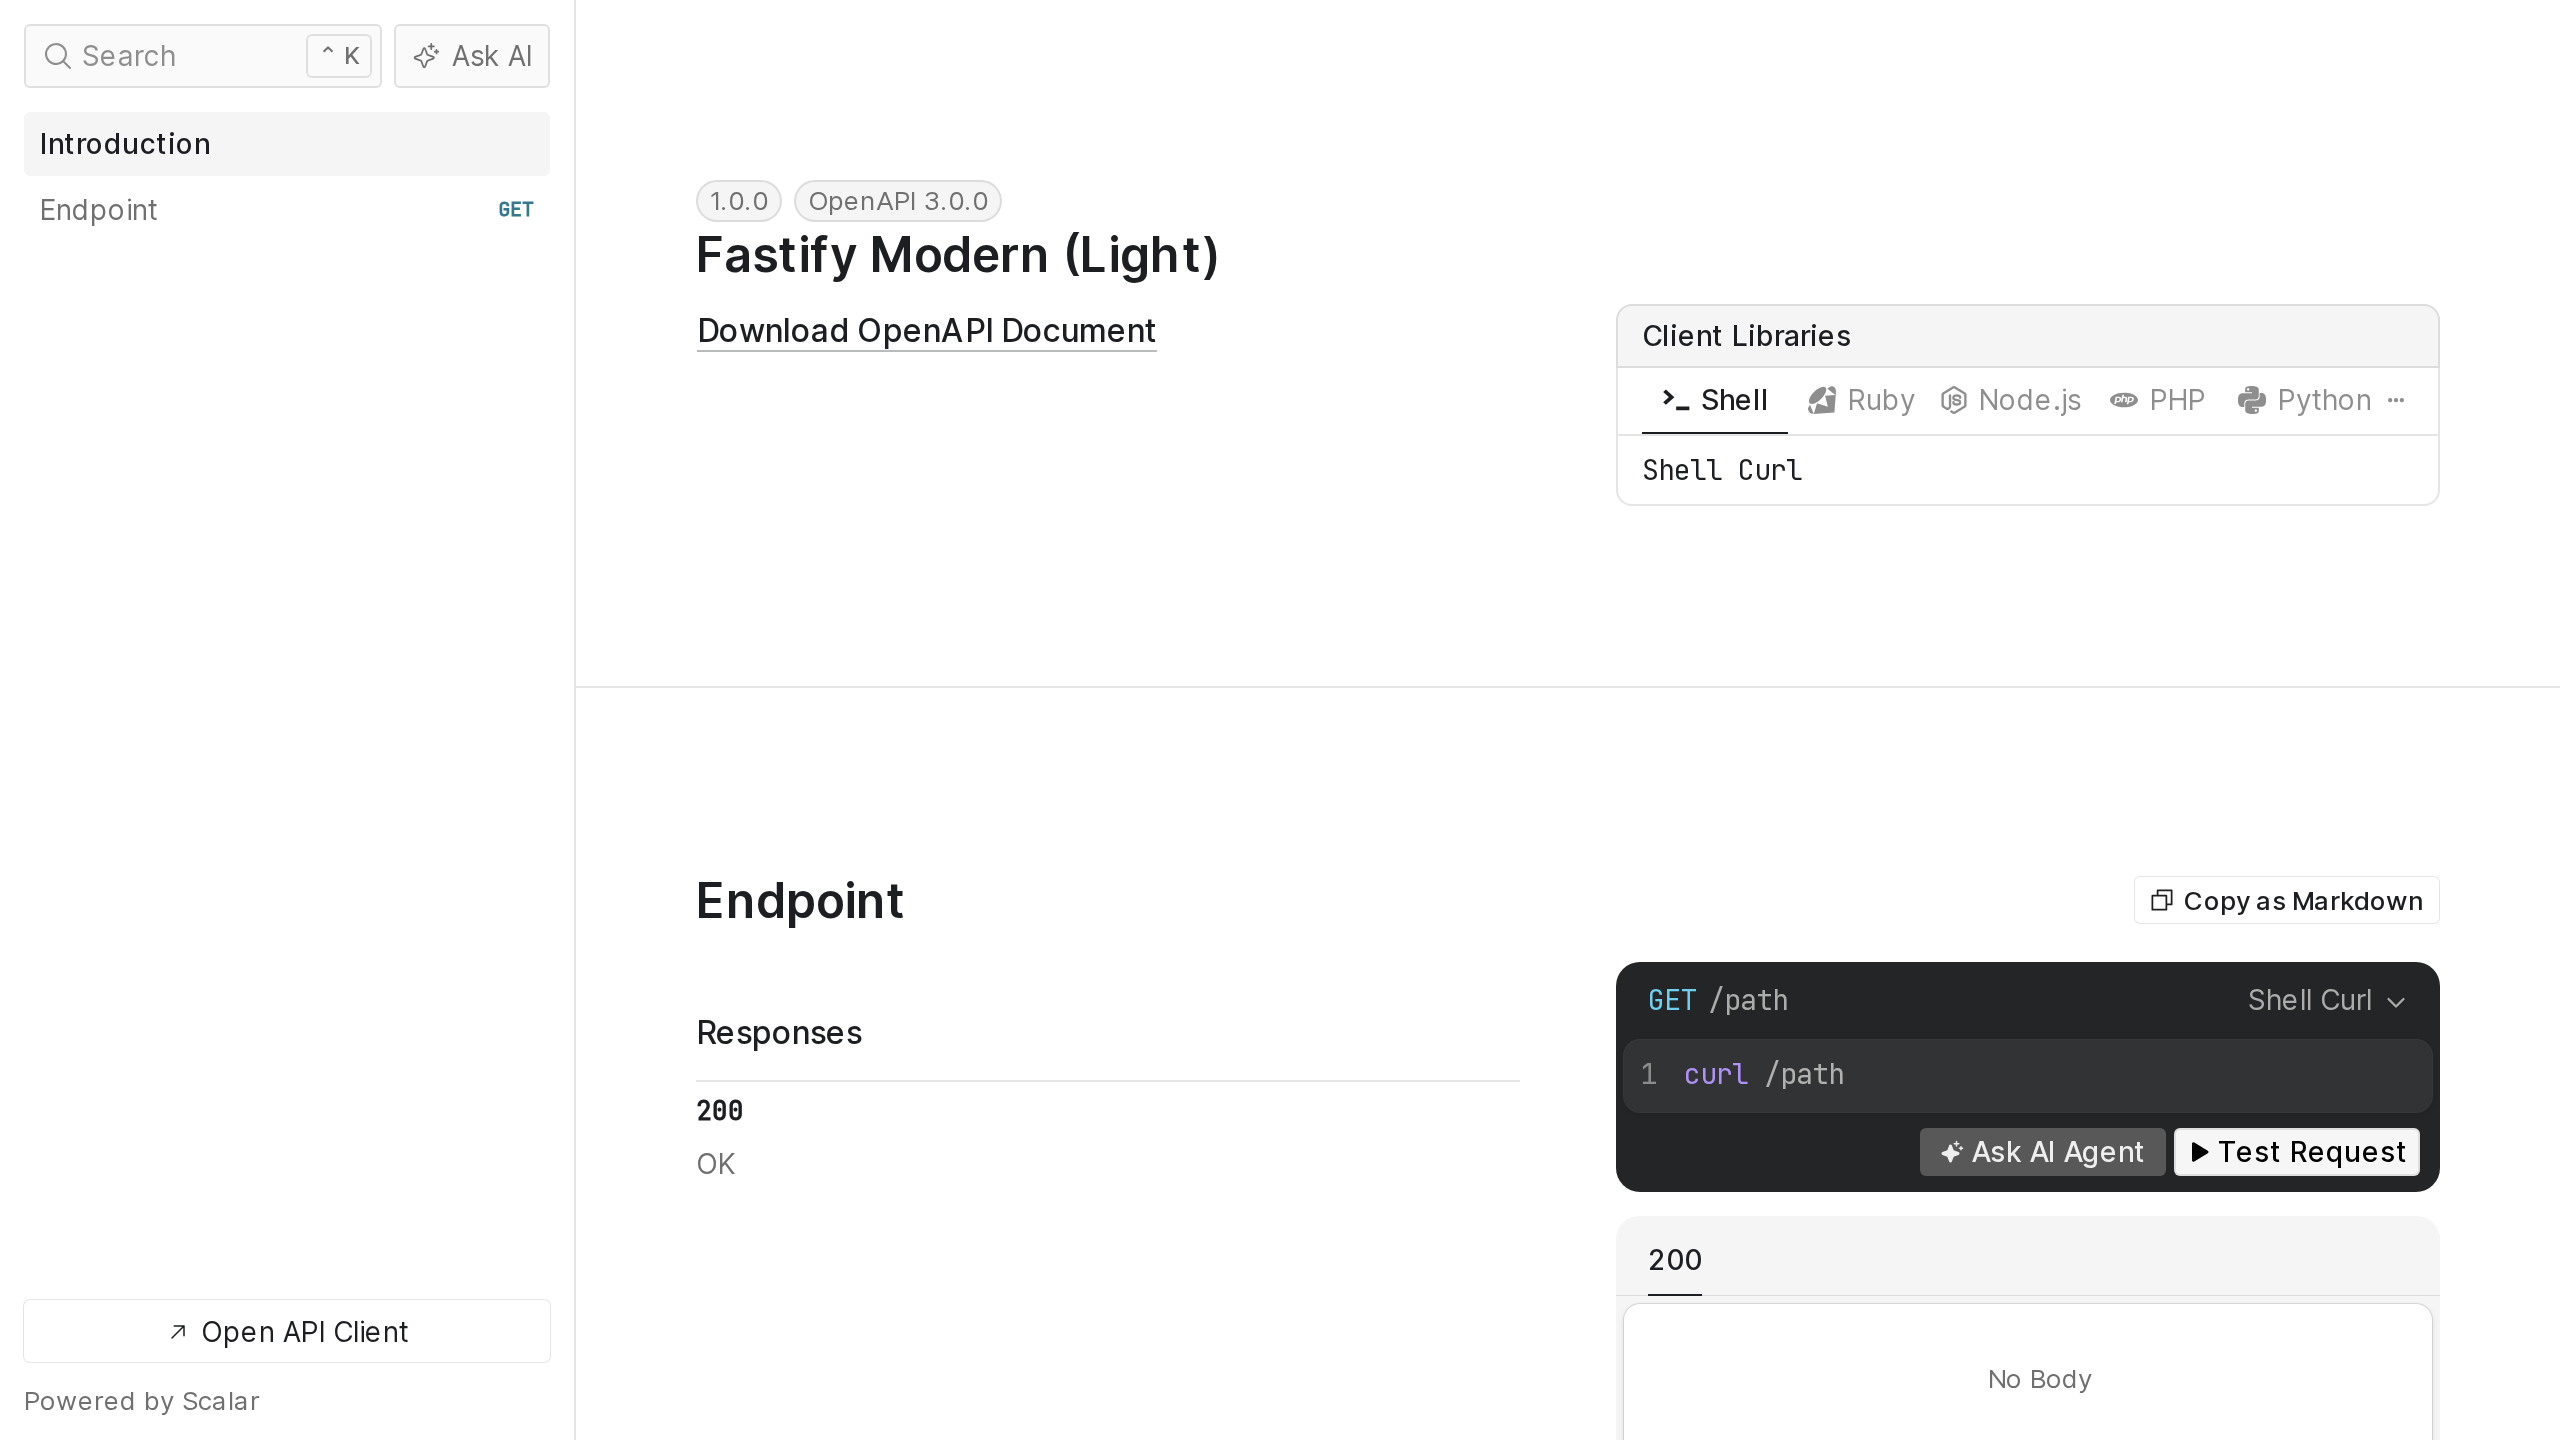 Search ⌃ K Ask AI
Introduction
Endpoint GET
Open API Client
Powered by Scalar
1.0.0 OpenAPI 3.0.0
Fastify Modern (Light)
Download OpenAPI Document
Client Libraries
Shell Ruby Node.js PHP Python ···
Shell Curl
Endpoint
Copy as Markdown
Responses
200
OK
GET /path Shell Curl
1 curl /path
Ask AI Agent Test Request
200
No Body